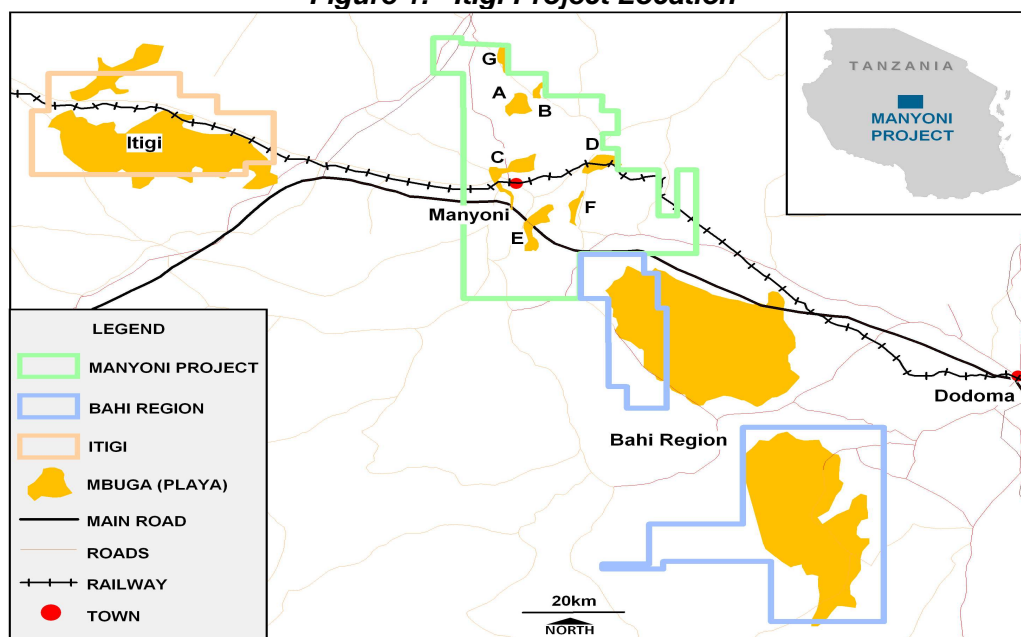 Figure 1. Itigi Project Location
G
A
B
C
D
E
F
Itigi
Manyoni
Dodoma
Bahi Region
TANZANIA
MANYONI
PROJECT
LEGEND
MANYONI PROJECT
BAHI REGION
ITIGI
MBUGA (PLAYA)
MAIN ROAD
ROADS
RAILWAY
TOWN
20km
NORTH